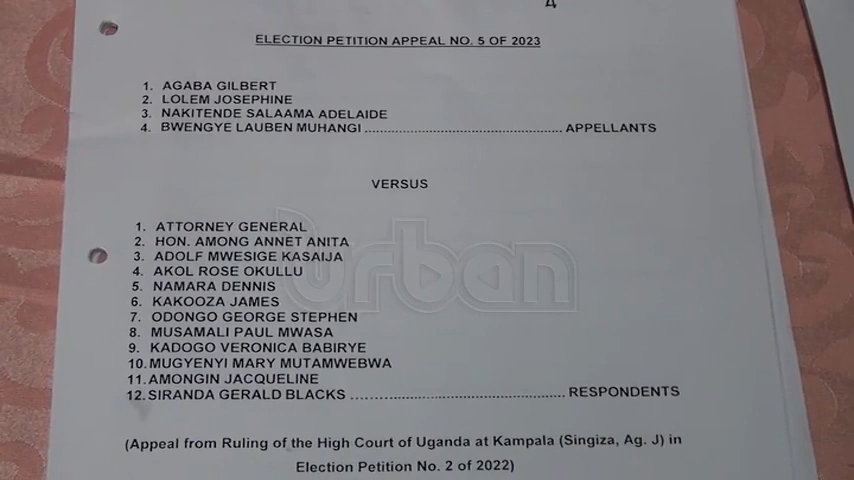 ELECTION PETITION APPEAL NO. 5 OF 2023
1. AGABA GILBERT
2. LOLEM JOSEPHINE
3. NAKITENDE SALAAMA ADELAIDE
4. BWENGYE LAUBEN MUHANGI ........................................................ APPELLANTS
VERSUS
1. ATTORNEY GENERAL
2. HON. AMONG ANNET ANITA
3. ADOLF MWESIGE KASAIJA
4. AKOL ROSE OKULLU
5. NAMARA DENNIS
6. KAKOOZA JAMES
7. ODONGO GEORGE STEPHEN
8. MUSAMALI PAUL MWASA
9. KADOGO VERONICA BABIRYE
10. MUGYENYI MARY MUTAMWEBWA
11. AMONGIN JACQUELINE
12. SIRANDA GERALD BLACKS ............................................................ RESPONDENTS
(Appeal from Ruling of the High Court of Uganda at Kampala (Singiza, Ag. J) in
Election Petition No. 2 of 2022)
urban